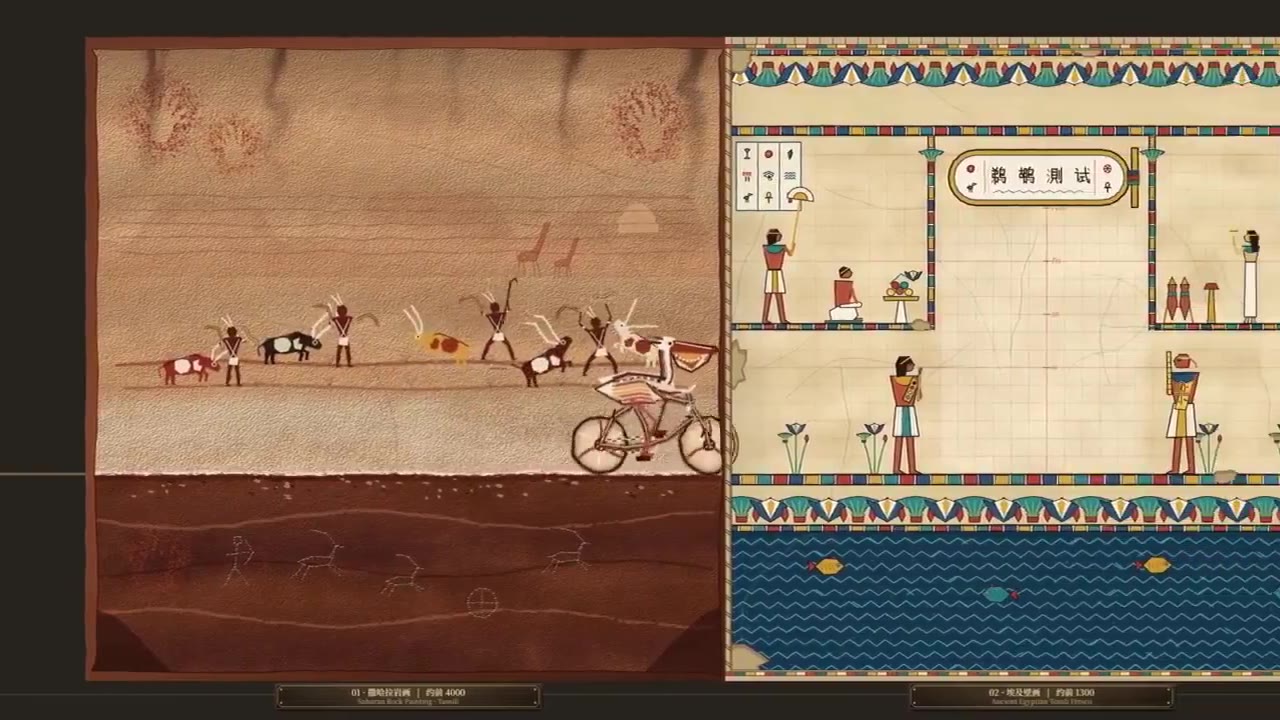 鹈鹕測试
01 · 撒哈拉岩画 | 约前 4000
Saharan Rock Painting · Tassili
02 · 埃及壁画 | 约前 1300
Ancient Egyptian Tomb Fresco